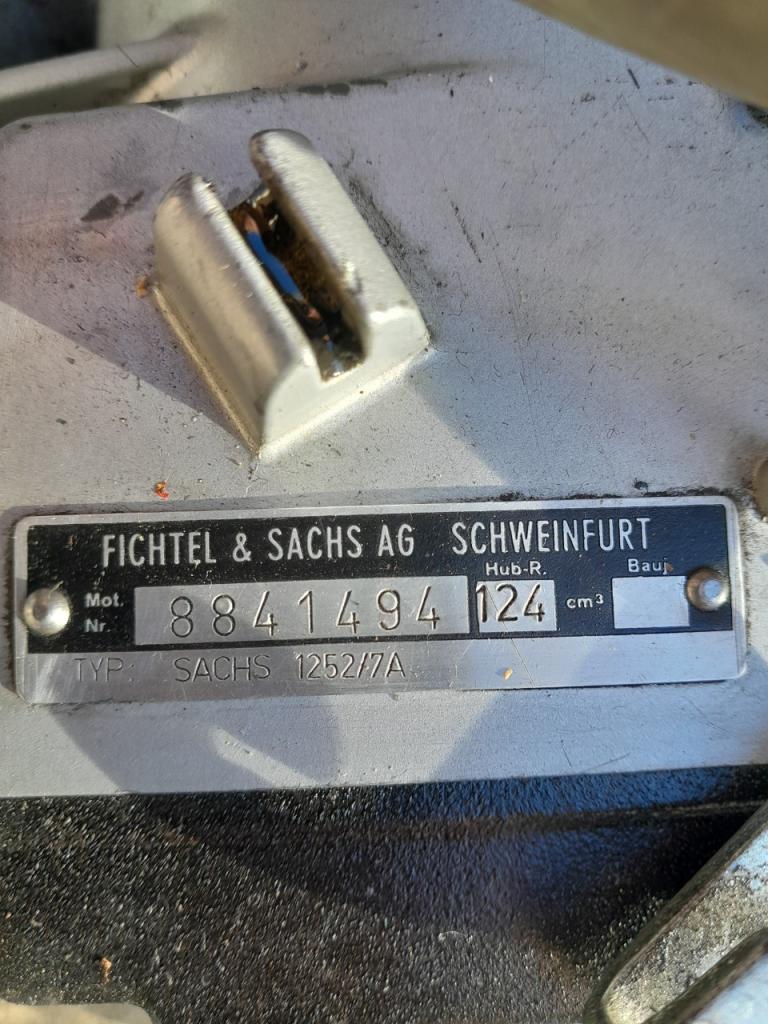 FICHTEL & SACHS AG SCHWEINFURT
Mot. Nr. 8841494 Hub-R. 124 cm³ Bauj.
TYP: SACHS 1252/7A